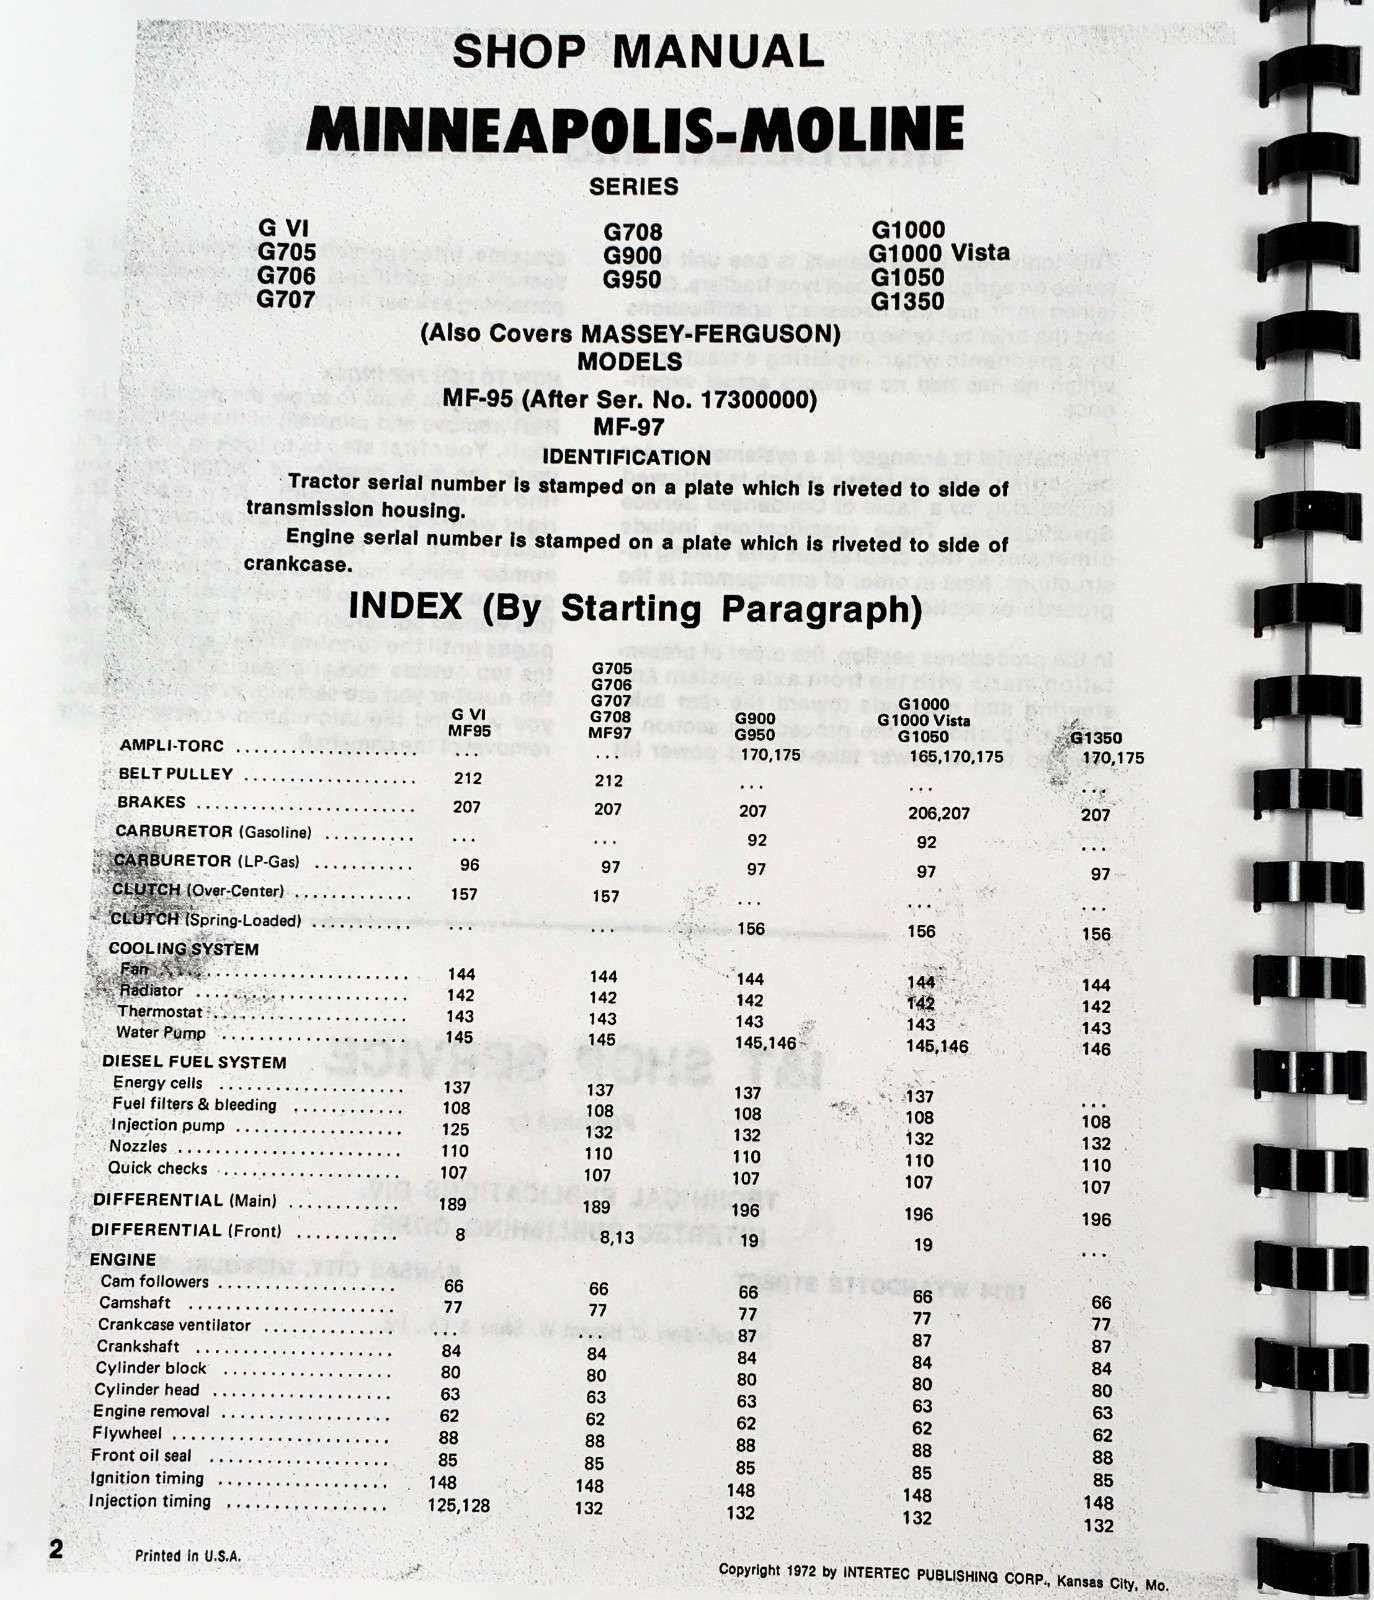 SHOP MANUAL
MINNEAPOLIS-MOLINE
SERIES
G VI G708 G1000
G705 G900 G1000 Vista
G706 G950 G1050
G707 G1350
(Also Covers MASSEY-FERGUSON)
MODELS
MF-95 (After Ser. No. 17300000)
MF-97
IDENTIFICATION
Tractor serial number is stamped on a plate which is riveted to side of
transmission housing.
Engine serial number is stamped on a plate which is riveted to side of
crankcase.
INDEX (By Starting Paragraph)
G705
G706
G707 G1000
G VI G708 G900 G1000 Vista
MF95 MF97 G950 G1050 G1350
AMPLI-TORC ... ... 170,175 165,170,175 170,175
BELT PULLEY 212 212 ... ... ...
BRAKES 207 207 207 206,207 207
CARBURETOR (Gasoline) ... ... 92 92 ...
CARBURETOR (LP-Gas) 96 97 97 97 97
CLUTCH (Over-Center) 157 157 ... ... ...
CLUTCH (Spring-Loaded) ... ... 156 156 156
COOLING SYSTEM
Fan 144 144 144 144 144
Radiator 142 142 142 142 142
Thermostat 143 143 143 143 143
Water Pump 145 145 145,146 145,146 146
DIESEL FUEL SYSTEM
Energy cells 137 137 137 137 ...
Fuel filters & bleeding 108 108 108 108 108
Injection pump 125 132 132 132 132
Nozzles 110 110 110 110 110
Quick checks 107 107 107 107 107
DIFFERENTIAL (Main) 189 189 196 196 196
DIFFERENTIAL (Front) 8 8,13 19 19 ...
ENGINE
Cam followers 66 66 66 66 66
Camshaft 77 77 77 77 77
Crankcase ventilator ... ... 87 87 87
Crankshaft 84 84 84 84 84
Cylinder block 80 80 80 80 80
Cylinder head 63 63 63 63 63
Engine removal 62 62 62 62 62
Flywheel 88 88 88 88 88
Front oil seal 85 85 85 85 85
Ignition timing 148 148 148 148 148
Injection timing 125,128 132 132 132 132
2 Printed in U.S.A.
Copyright 1972 by INTERTEC PUBLISHING CORP., Kansas City, Mo.